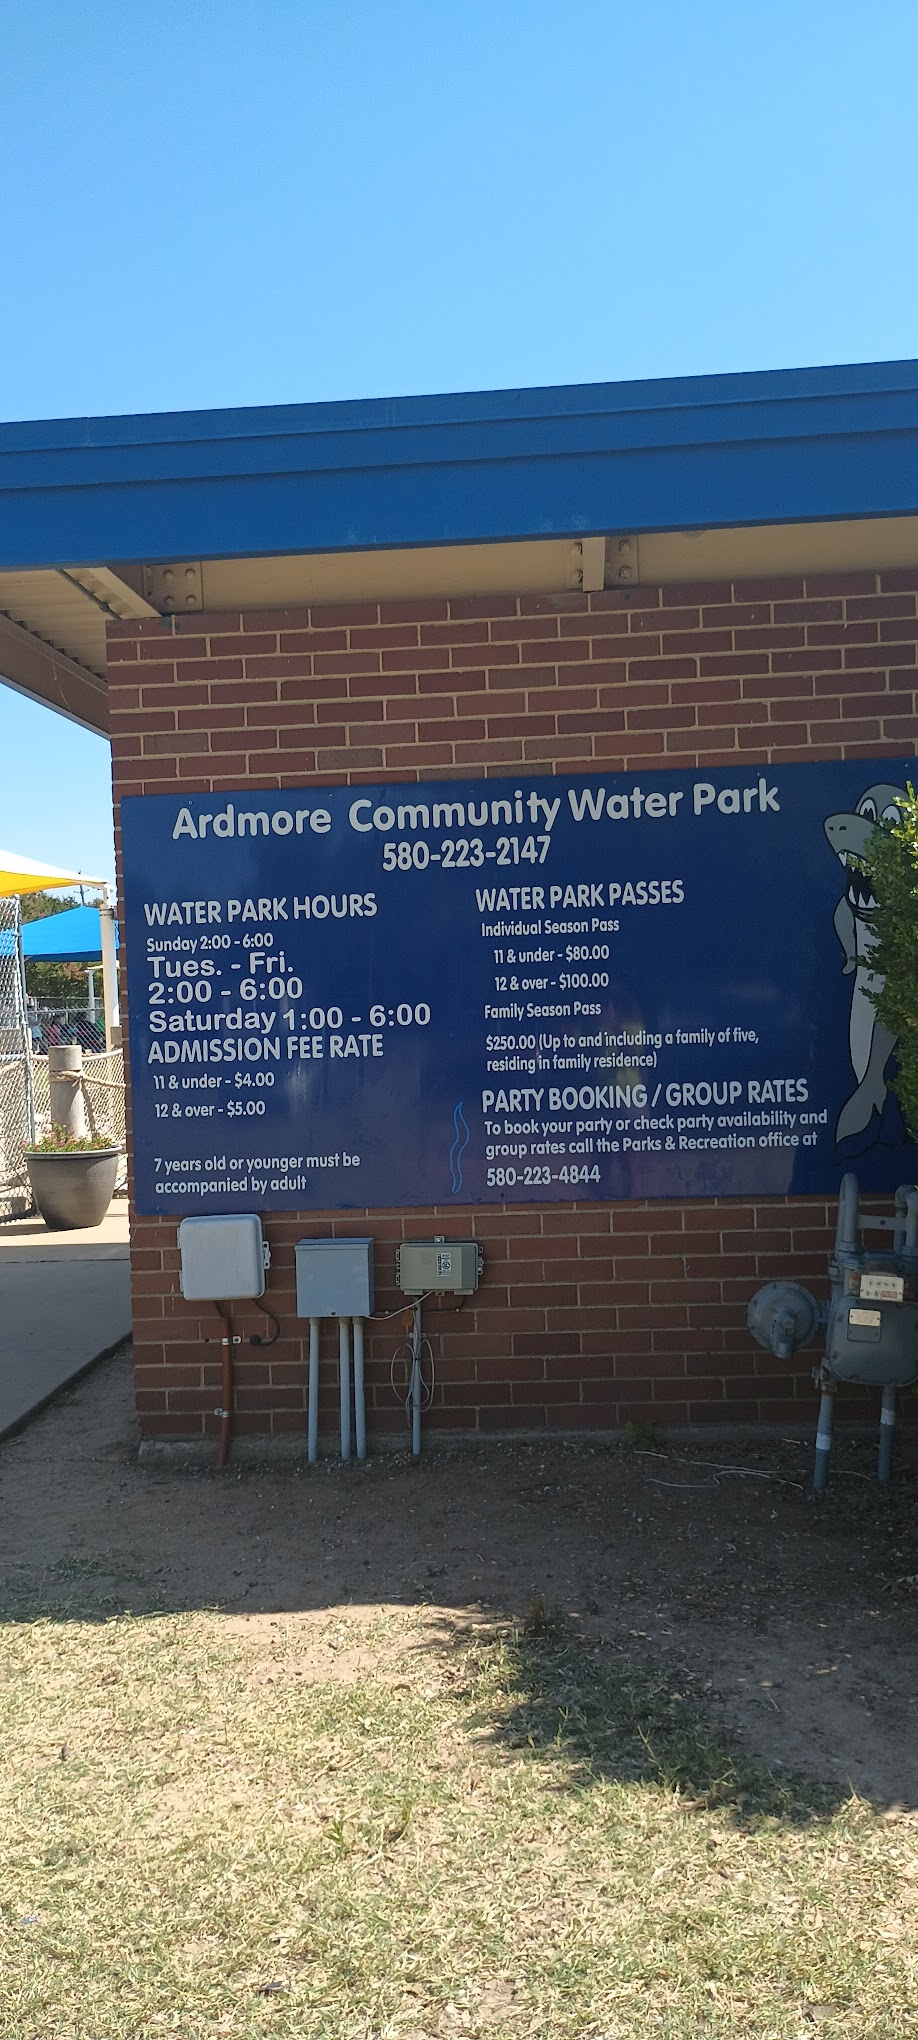 Ardmore Community Water Park
580-223-2147
WATER PARK HOURS
Sunday 2:00 - 6:00
Tues. - Fri.
2:00 - 6:00
Saturday 1:00 - 6:00
ADMISSION FEE RATE
11 & under - $4.00
12 & over - $5.00
7 years old or younger must be
accompanied by adult
WATER PARK PASSES
Individual Season Pass
11 & under - $80.00
12 & over - $100.00
Family Season Pass
$250.00 (Up to and including a family of five,
residing in family residence)
PARTY BOOKING / GROUP RATES
To book your party or check party availability and
group rates call the Parks & Recreation office at
580-223-4844